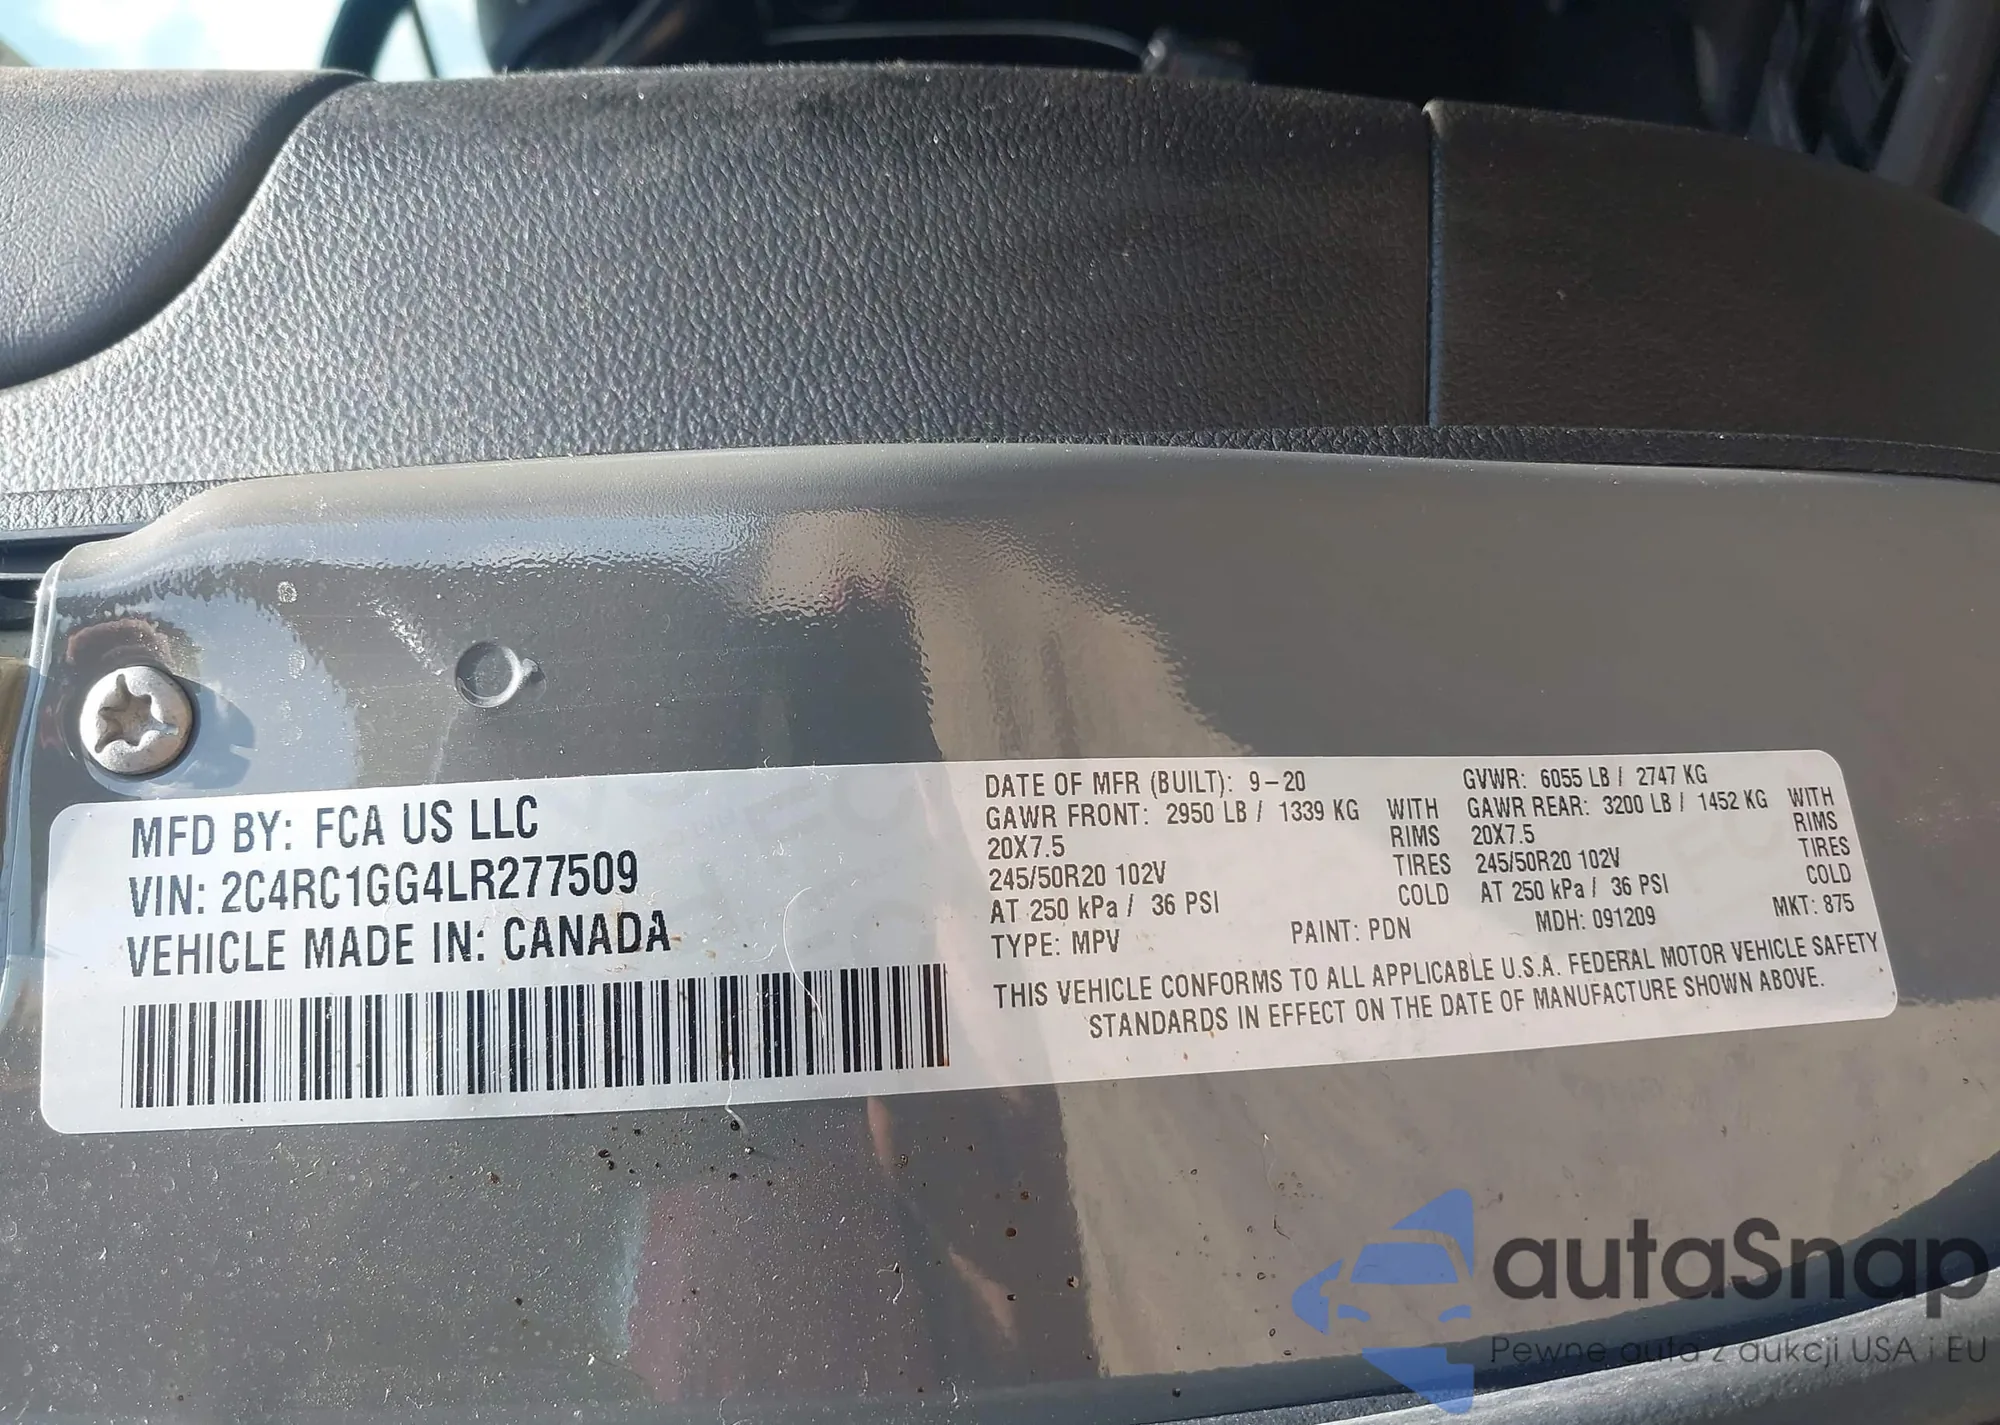 MFD BY: FCA US LLC
VIN: 2C4RC1GG4LR277509
VEHICLE MADE IN: CANADA
DATE OF MFR (BUILT): 9-20 GVWR: 6055 LB / 2747 KG
GAWR FRONT: 2950 LB / 1339 KG WITH GAWR REAR: 3200 LB / 1452 KG WITH
20X7.5 RIMS 20X7.5 RIMS
245/50R20 102V TIRES 245/50R20 102V TIRES
AT 250 kPa / 36 PSI COLD AT 250 kPa / 36 PSI COLD
TYPE: MPV PAINT: PDN MDH: 091209 MKT: 875
THIS VEHICLE CONFORMS TO ALL APPLICABLE U.S.A. FEDERAL MOTOR VEHICLE SAFETY
STANDARDS IN EFFECT ON THE DATE OF MANUFACTURE SHOWN ABOVE.
autaSnap
Pewne auta z aukcji USA i EU